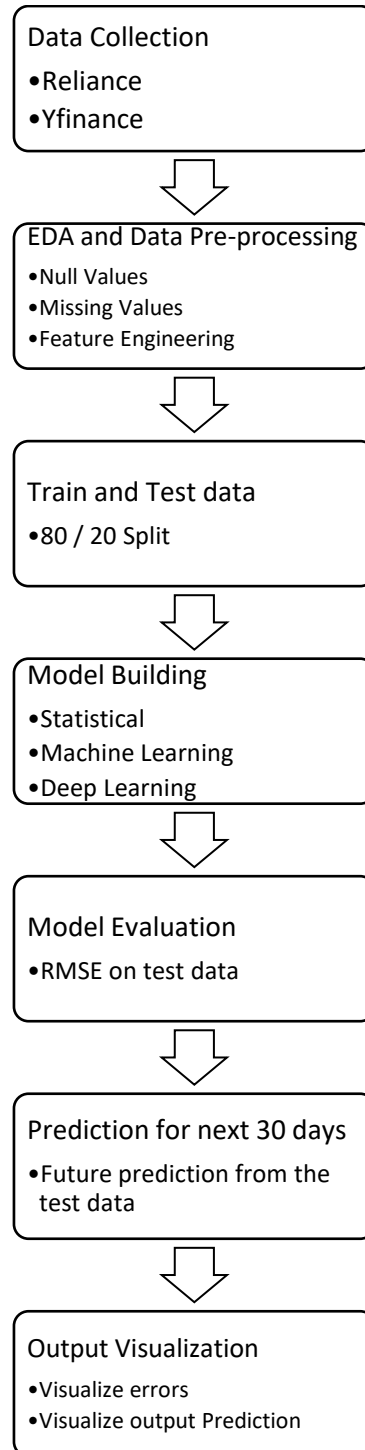 Data Collection
•Reliance
•Yfinance
EDA and Data Pre-processing
•Null Values
•Missing Values
•Feature Engineering
Train and Test data
•80 / 20 Split
Model Building
•Statistical
•Machine Learning
•Deep Learning
Model Evaluation
•RMSE on test data
Prediction for next 30 days
•Future prediction from the
test data
Output Visualization
•Visualize errors
•Visualize output Prediction